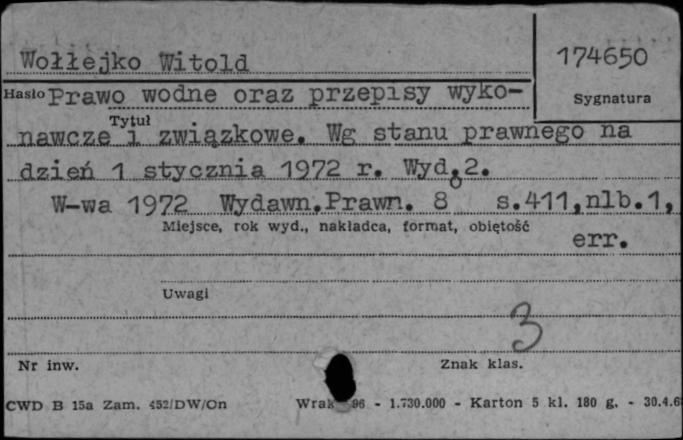 Wołłejko Witold
174650
Hasło Prawo wodne oraz przepisy wyko-
Sygnatura
Tytuł
nawcze i związkowe. Wg stanu prawnego na
dzień 1 stycznia 1972 r. Wyd. 2.
W-wa 1972 Wydawn.Prawn. 8o s.411,nlb.1,
Miejsce, rok wyd., nakładca, format, obiętość
err.
Uwagi
3
Nr inw.
Znak klas.
CWD B 15a Zam. 452/DW/On
96 - 1.730.000 - Karton 5 kl. 180 g. - 30.4.6